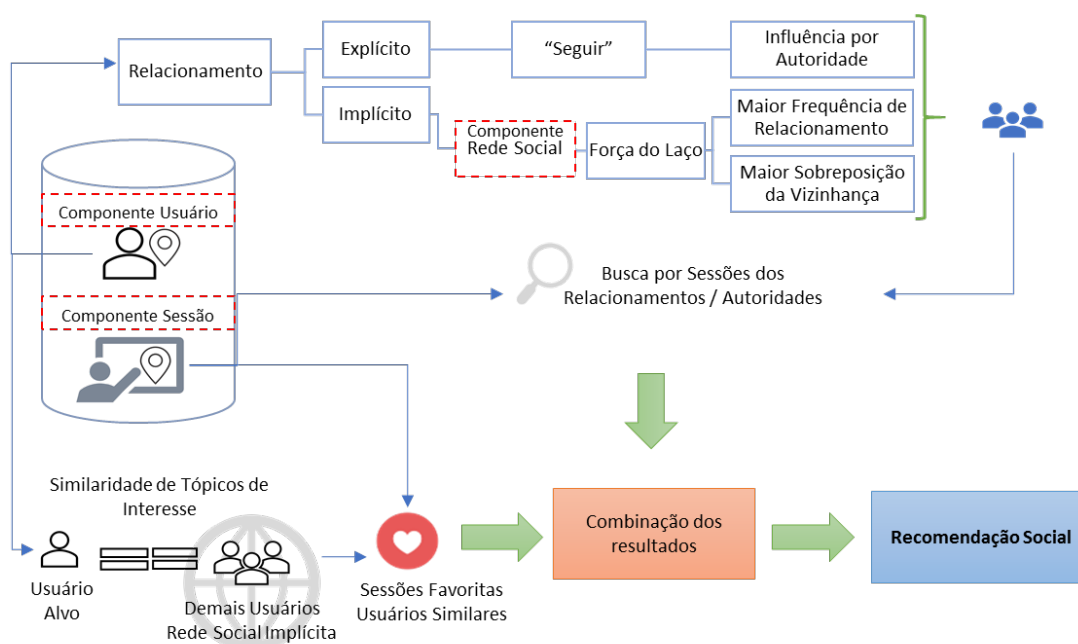 Relacionamento
Explícito
“Seguir”
Influência por
Autoridade
Implícito
Componente
Rede Social
Força do Laço
Maior Frequência de
Relacionamento
Maior Sobreposição
da Vizinhança
Componente Usuário
Componente Sessão
Busca por Sessões dos
Relacionamentos / Autoridades
Similaridade de Tópicos de
Interesse
Usuário
Alvo
Demais Usuários
Rede Social Implícita
Sessões Favoritas
Usuários Similares
Combinação dos
resultados
Recomendação Social